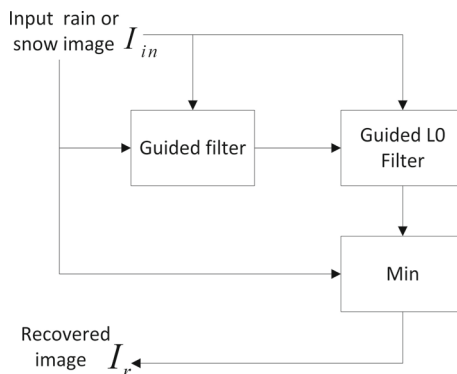 Input rain or
snow image I_in
Guided filter
Guided L0
Filter
Min
Recovered
image I_r